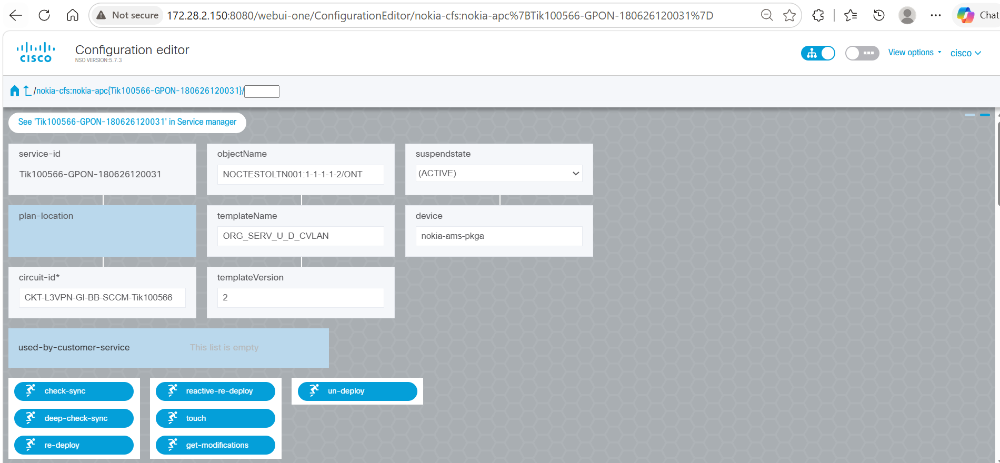 Not secure 172.28.2.150:8080/webui-one/ConfigurationEditor/nokia-cfs:nokia-apc%7BTik100566-GPON-180626120031%7D Chat
cisco Configuration editor
NSO VERSION:5.7.3
View options cisco
/nokia-cfs:nokia-apc{Tik100566-GPON-180626120031}/
See 'Tik100566-GPON-180626120031' in Service manager
service-id
Tik100566-GPON-180626120031
objectName
NOCTESTOLTN001:1-1-1-1-2/ONT
suspendstate
(ACTIVE)
plan-location
templateName
ORG_SERV_U_D_CVLAN
device
nokia-ams-pkga
circuit-id*
CKT-L3VPN-GI-BB-SCCM-Tik100566
templateVersion
2
used-by-customer-service This list is empty
check-sync
deep-check-sync
re-deploy
reactive-re-deploy
touch
get-modifications
un-deploy